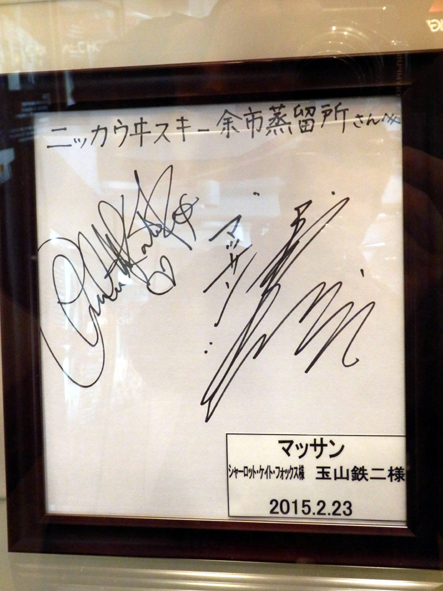 ニッカウヰスキー余市蒸留所さんへ
マッサン
マッサン
シャーロット・ケイト・フォックス様 玉山鉄二様
2015.2.23